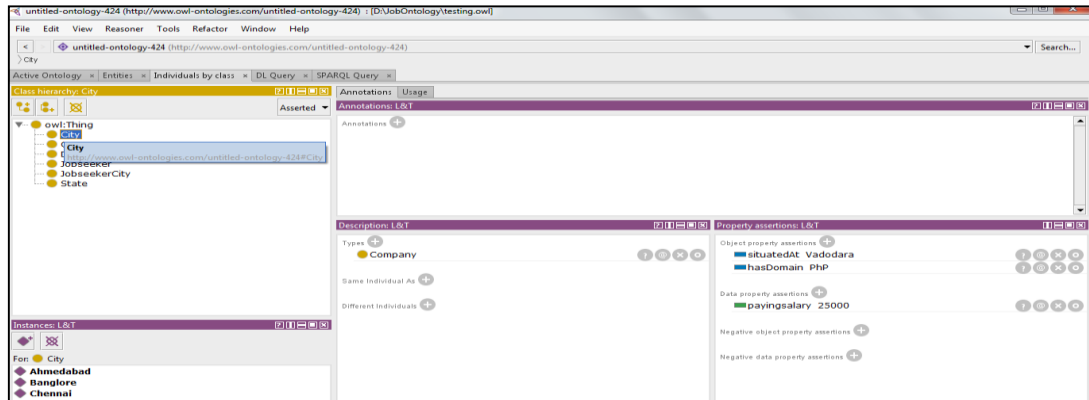 untitled-ontology-424 (http://www.owl-ontologies.com/untitled-ontology-424) : [D:\JobOntology\testing.owl]
File Edit View Reasoner Tools Refactor Window Help
< > untitled-ontology-424 (http://www.owl-ontologies.com/untitled-ontology-424) Search...
City
Active Ontology × Entities × Individuals by class × DL Query × SPARQL Query ×
Class hierarchy: City
Asserted
owl:Thing
City
City
http://www.owl-ontologies.com/untitled-ontology-424#City
Jobseeker
JobseekerCity
State
Instances: L&T
For: City
Ahmedabad
Banglore
Chennai
Annotations Usage
Annotations: L&T
Annotations
Description: L&T
Types
Company
Same Individual As
Different Individuals
Property assertions: L&T
Object property assertions
situatedAt Vadodara
hasDomain PhP
Data property assertions
payingsalary 25000
Negative object property assertions
Negative data property assertions